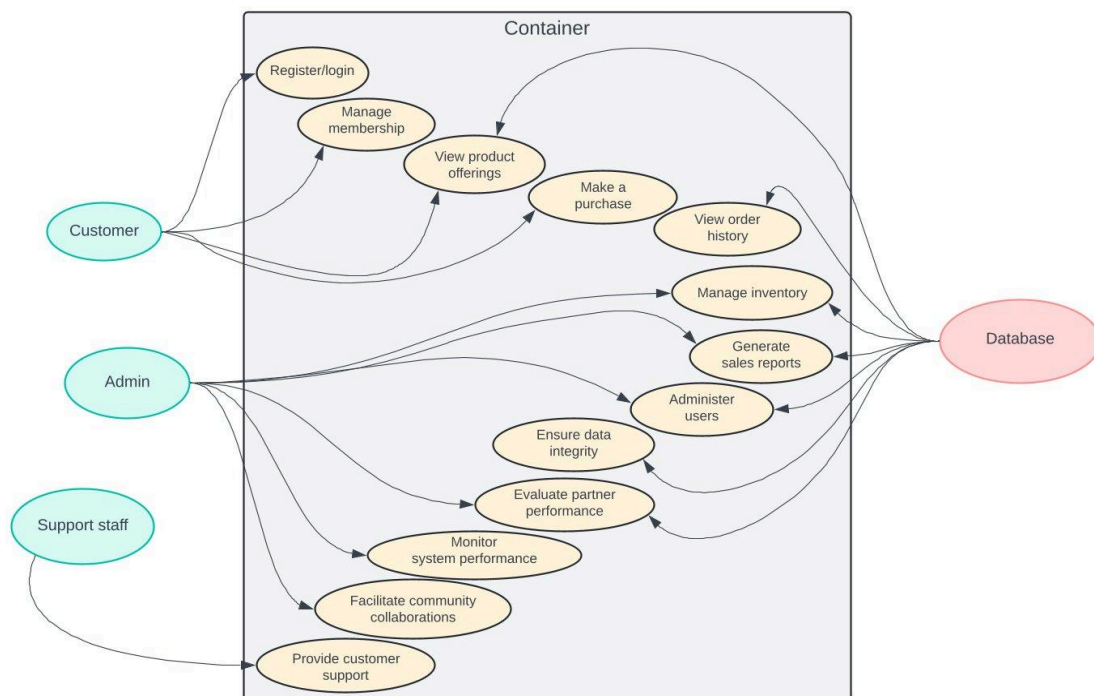 Container
Register/login
Manage
membership
View product
offerings
Make a
purchase
View order
history
Customer
Manage inventory
Generate
sales reports
Database
Admin
Administer
users
Ensure data
integrity
Evaluate partner
performance
Support staff
Monitor
system performance
Facilitate community
collaborations
Provide customer
support